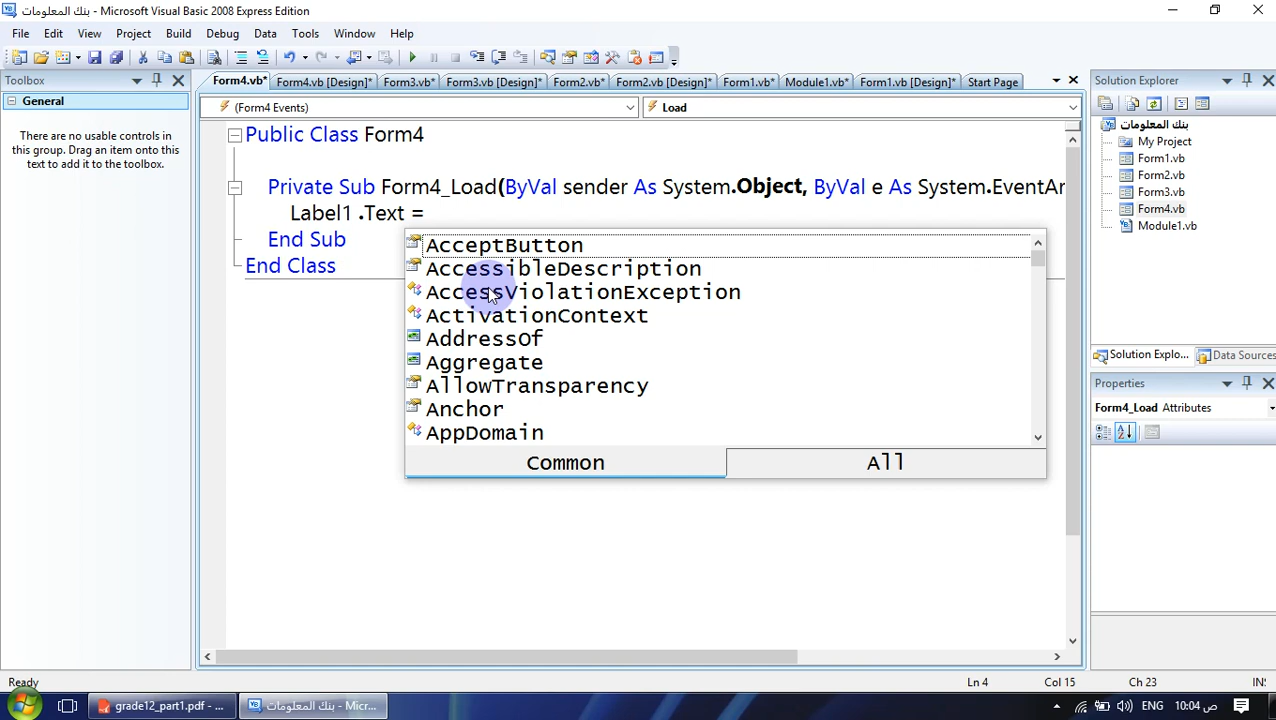 بنك المعلومات - Microsoft Visual Basic 2008 Express Edition
File Edit View Project Build Debug Data Tools Window Help
Toolbox
General
There are no usable controls in
this group. Drag an item onto this
text to add it to the toolbox.
Form4.vb* Form4.vb [Design]* Form3.vb* Form3.vb [Design]* Form2.vb* Form2.vb [Design]* Form1.vb* Module1.vb* Form1.vb [Design]* Start Page
(Form4 Events) Load
Public Class Form4
Private Sub Form4_Load(ByVal sender As System.Object, ByVal e As System.EventAr
Label1 .Text =
End Sub
End Class
AcceptButton
AccessibleDescription
AccessViolationException
ActivationContext
AddressOf
Aggregate
AllowTransparency
Anchor
AppDomain
Common All
Solution Explorer
بنك المعلومات
My Project
Form1.vb
Form2.vb
Form3.vb
Form4.vb
Module1.vb
Solution Explo... Data Sources
Properties
Form4_Load Attributes
Ready Ln 4 Col 15 Ch 23 INS
grade12_part1.pdf - ... بنك المعلومات - Micr... ENG 10:04 ص